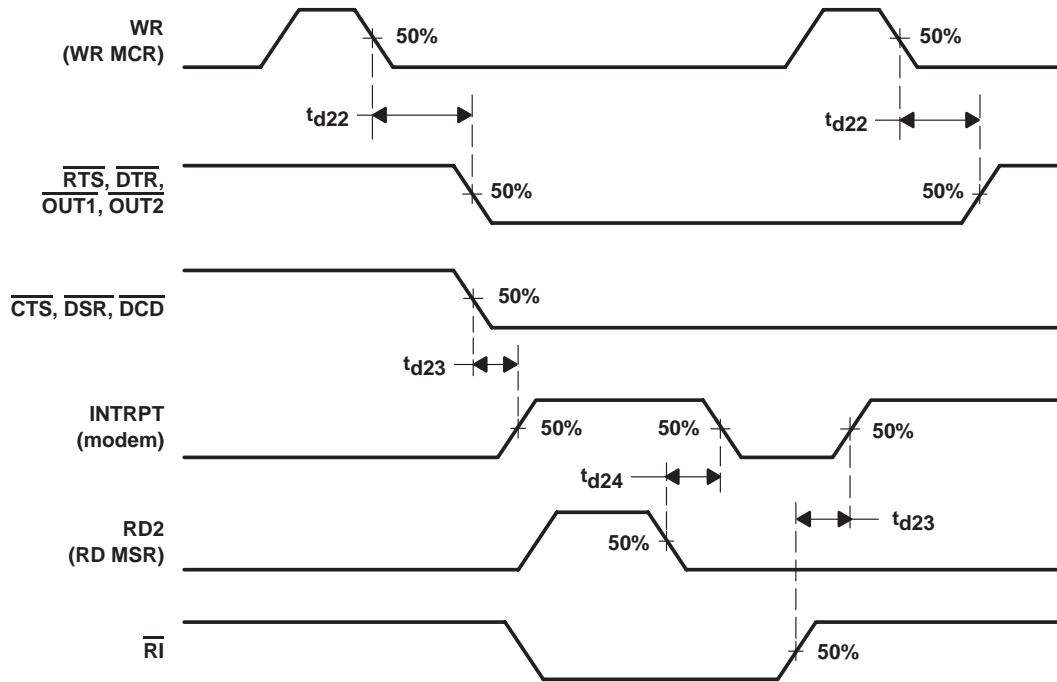 WR
(WR MCR)
50%
50%
td22
td22
RTS, DTR,
OUT1, OUT2
50%
50%
CTS, DSR, DCD
50%
td23
INTRPT
(modem)
50%
50%
50%
td24
td23
RD2
(RD MSR)
50%
RI
50%